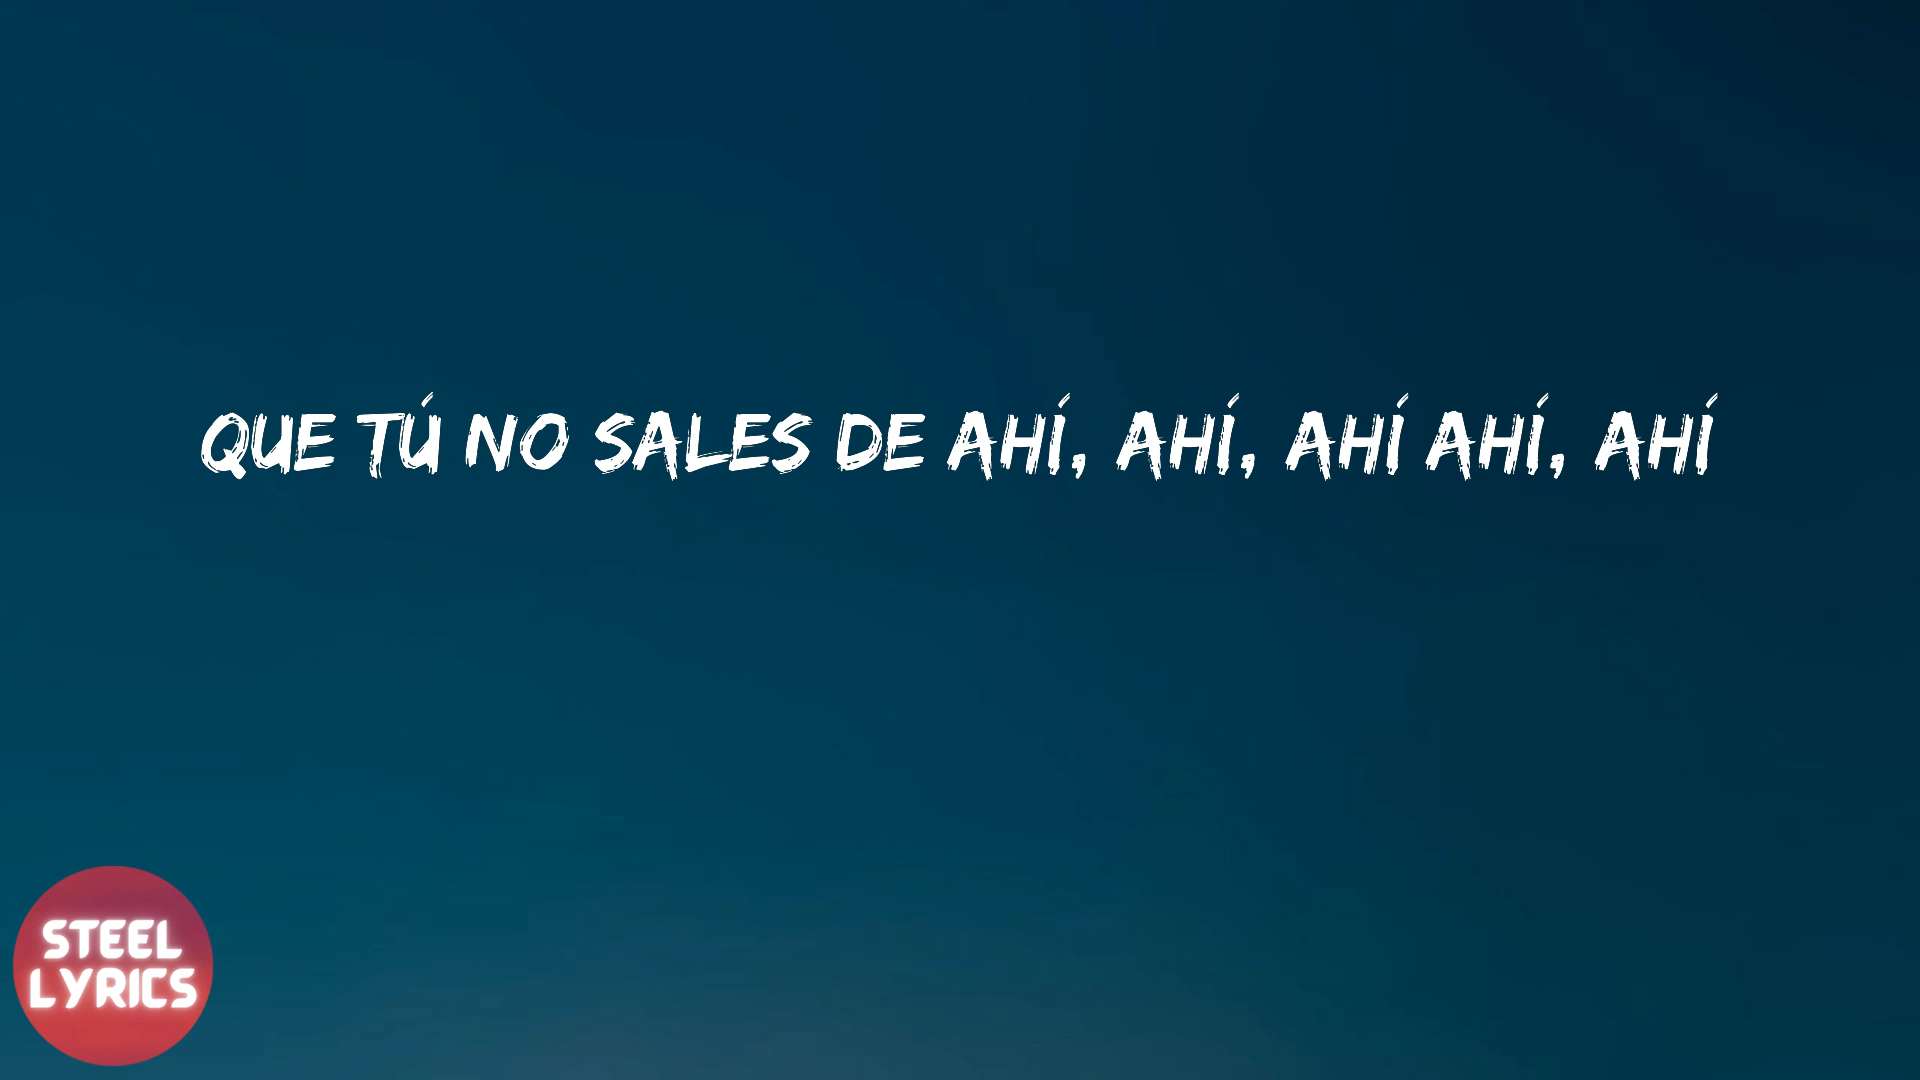 QUE TÚ NO SALES DE AHÍ, AHÍ, AHÍ AHÍ, AHÍ
STEEL
LYRICS